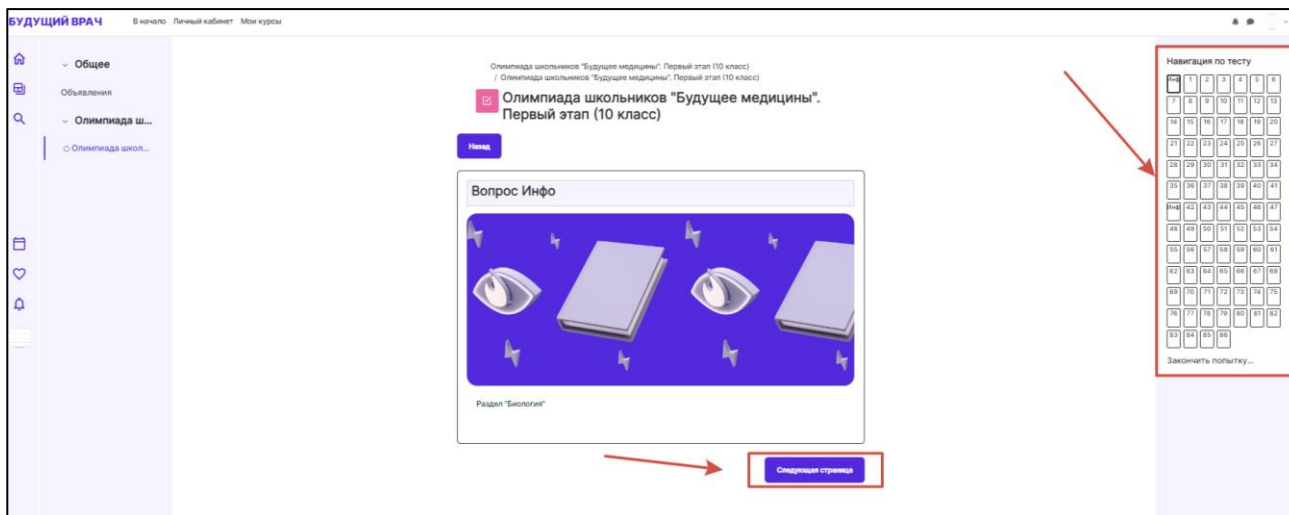 БУДУЩИЙ ВРАЧ
В начало Личный кабинет Мои курсы
Общее
Объявления
Олимпиада ш...
Олимпиада школ...
Олимпиада школьников "Будущее медицины". Первый этап (10 класс)
/ Олимпиада школьников "Будущее медицины". Первый этап (10 класс)
Олимпиада школьников "Будущее медицины".
Первый этап (10 класс)
Назад
Вопрос Инфо
Раздел "Биология"
Следующая страница
Навигация по тесту
Инф 1 2 3 4 5 6
7 8 9 10 11 12 13
14 15 16 17 18 19 20
21 22 23 24 25 26 27
28 29 30 31 32 33 34
35 36 37 38 39 40 41
Инф 42 43 44 45 46 47
48 49 50 51 52 53 54
55 56 57 58 59 60 61
62 63 64 65 66 67 68
69 70 71 72 73 74 75
76 77 78 79 80 81 82
83 84 85 86
Закончить попытку...